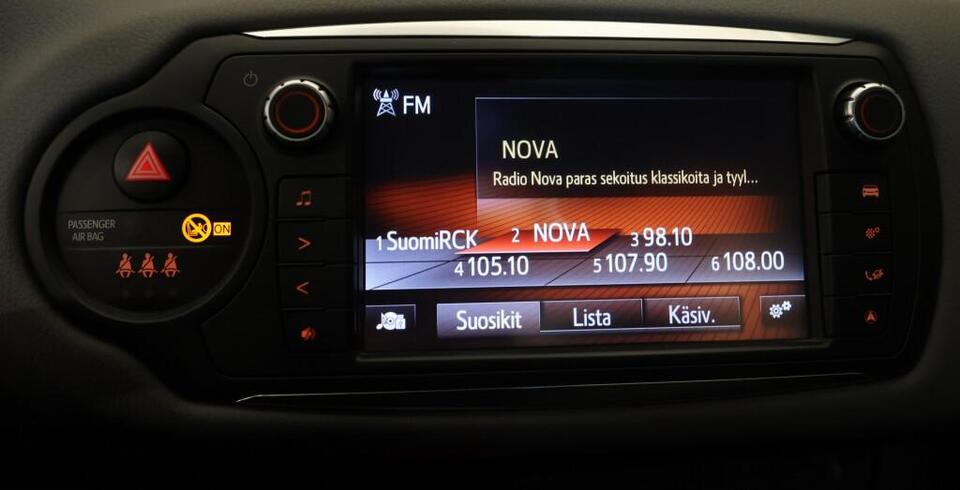 FM
NOVA
Radio Nova paras sekoitus klassikoita ja tyyl...
1 SuomiRCK 2 NOVA 3 98.10
4 105.10 5 107.90 6 108.00
Suosikit Lista Käsiv.
PASSENGER
AIR BAG
ON